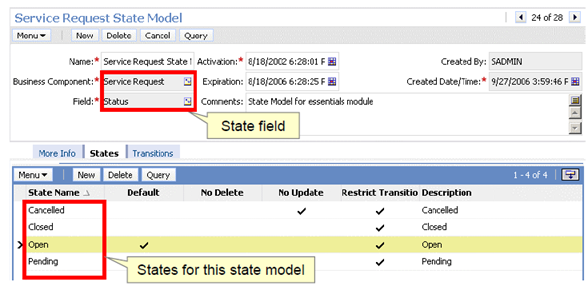 Service Request State Model
24 of 28
Menu New Delete Cancel Query
Name:* Service Request State Activation:* 8/18/2002 6:28:01 F Created By: SADMIN
Business Component:* Service Request Expiration: 8/18/2006 6:28:25 F Created Date/Time:* 9/27/2006 3:59:46 F
Field:* Status Comments: State Model for essentials module
State field
More Info States Transitions
Menu New Delete Query 1 - 4 of 4
State Name Default No Delete No Update Restrict Transitio Description
Cancelled Cancelled
Closed Closed
Open Open
Pending Pending
States for this state model